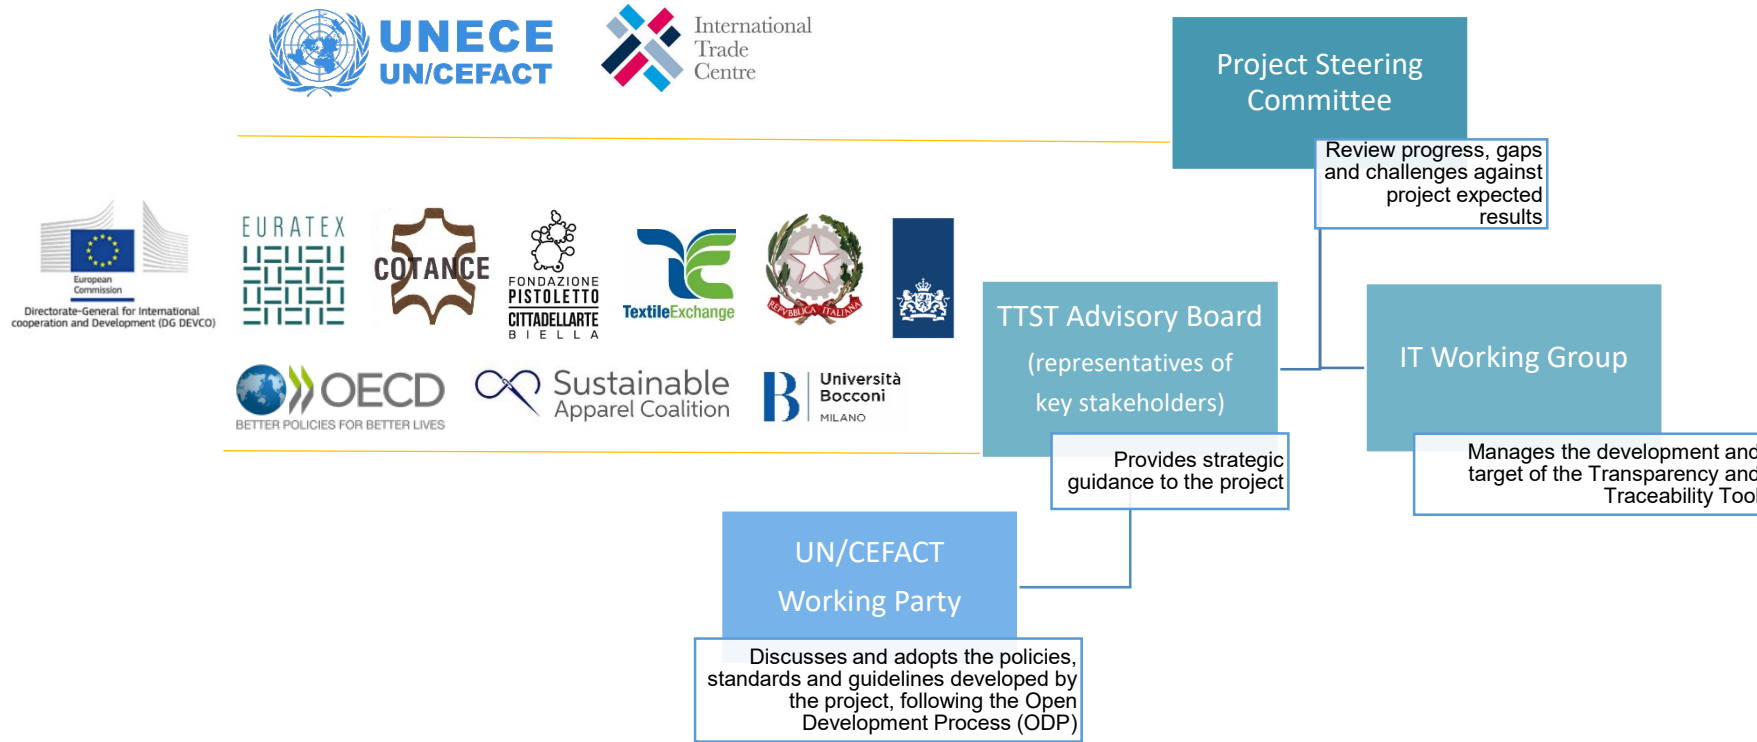 UNECE
UN/CEFACT
International
Trade
Centre
Project Steering
Committee
Review progress, gaps
and challenges against
project expected
results
European
Commission
Directorate-General for International
cooperation and Development (DG DEVCO)
EURATEX
COTANCE
FONDAZIONE
PISTOLETTO
CITTADELLARTE
BIELLA
TextileExchange
REPVBBLICA ITALIANA
OECD
BETTER POLICIES FOR BETTER LIVES
Sustainable
Apparel Coalition
B
Università
Bocconi
MILANO
TTST Advisory Board
(representatives of
key stakeholders)
Provides strategic
guidance to the project
IT Working Group
Manages the development and
target of the Transparency and
Traceability Tool
UN/CEFACT
Working Party
Discusses and adopts the policies,
standards and guidelines developed by
the project, following the Open
Development Process (ODP)